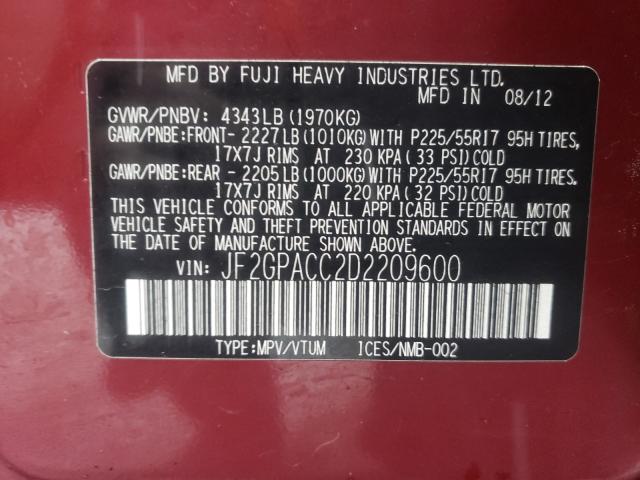 MFD BY FUJI HEAVY INDUSTRIES LTD.
MFD IN 08/12
GVWR/PNBV: 4343LB (1970KG)
GAWR/PNBE:FRONT- 2227LB(1010KG)WITH P225/55R17 95H TIRES,
17X7J RIMS AT 230 KPA (33 PSI)COLD
GAWR/PNBE:REAR - 2205LB(1000KG)WITH P225/55R17 95H TIRES.
17X7J RIMS AT 220 KPA (32 PSI)COLD
THIS VEHICLE CONFORMS TO ALL APPLICABLE FEDERAL MOTOR
VEHICLE SAFETY AND THEFT PREVENTION STANDARDS IN EFFECT ON
THE DATE OF MANUFACTURE SHOWN ABOVE.
VIN: JF2GPACC2D2209600
TYPE:MPV/VTUM ICES/NMB-002